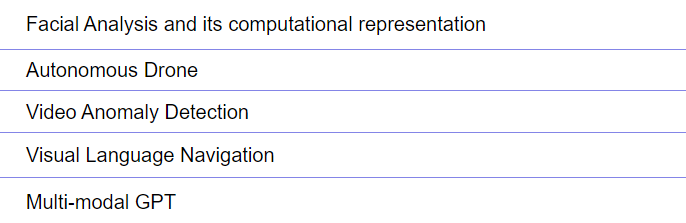 Facial Analysis and its computational representation
Autonomous Drone
Video Anomaly Detection
Visual Language Navigation
Multi-modal GPT